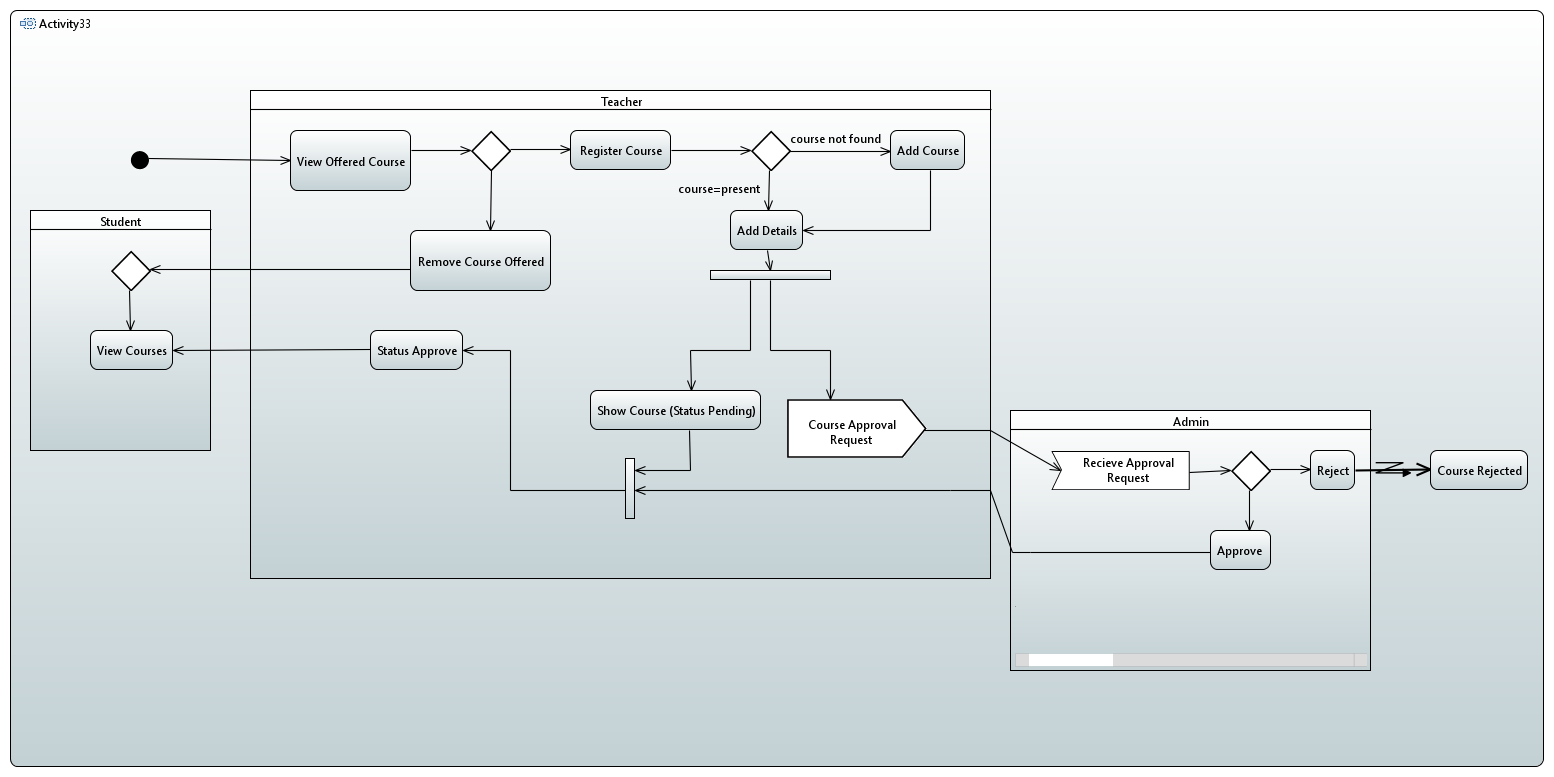 Activity33
Teacher
View Offered Course
Register Course
course not found
Add Course
course=present
Student
Add Details
Remove Course Offered
View Courses
Status Approve
Show Course (Status Pending)
Course Approval
Request
Admin
Recieve Approval
Request
Reject
Course Rejected
Approve